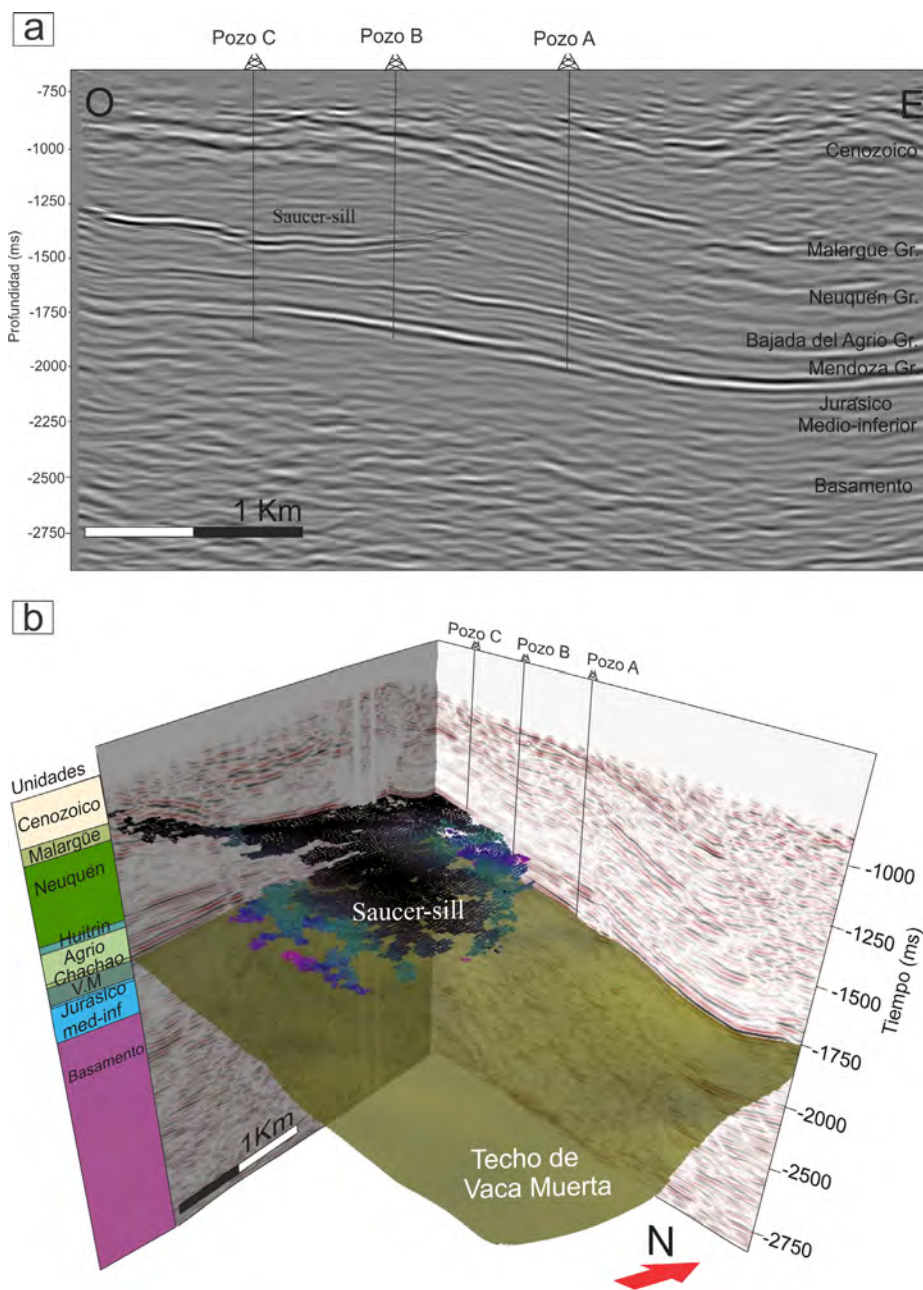 a
Pozo C
Pozo B
Pozo A
O
E
Profundidad (ms)
-750
-1000
-1250
-1500
-1750
-2000
-2250
-2500
-2750
Saucer-sill
Cenozoico
Malargüe Gr.
Neuquén Gr.
Bajada del Agrio Gr.
Mendoza Gr.
Jurásico
Medio-inferior
Basamento
1 Km
b
Pozo C
Pozo B
Pozo A
Unidades
Cenozoico
Malargüe
Neuquén
Huitrin
Agrio
Chachao
V.M
Jurásico
med-inf
Basamento
Saucer-sill
-1000
-1250
-1500
-1750
-2000
-2500
-2750
Tiempo (ms)
1Km
Techo de
Vaca Muerta
N